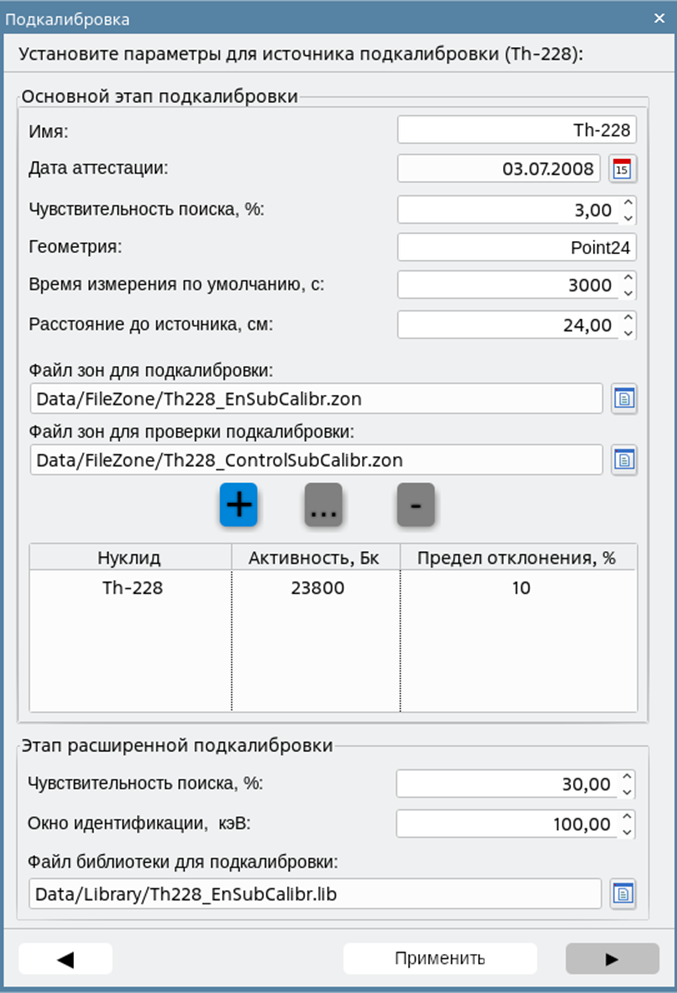 Подкалибровка ×
Установите параметры для источника подкалибровки (Th-228):
Основной этап подкалибровки
Имя: Th-228
Дата аттестации: 03.07.2008 15
Чувствительность поиска, %: 3,00
Геометрия: Point24
Время измерения по умолчанию, с: 3000
Расстояние до источника, см: 24,00
Файл зон для подкалибровки:
Data/FileZone/Th228_EnSubCalibr.zon
Файл зон для проверки подкалибровки:
Data/FileZone/Th228_ControlSubCalibr.zon
+ ... -
Нуклид Активность, Бк Предел отклонения, %
Th-228 23800 10
Этап расширенной подкалибровки
Чувствительность поиска, %: 30,00
Окно идентификации, кэВ: 100,00
Файл библиотеки для подкалибровки:
Data/Library/Th228_EnSubCalibr.lib
Применить